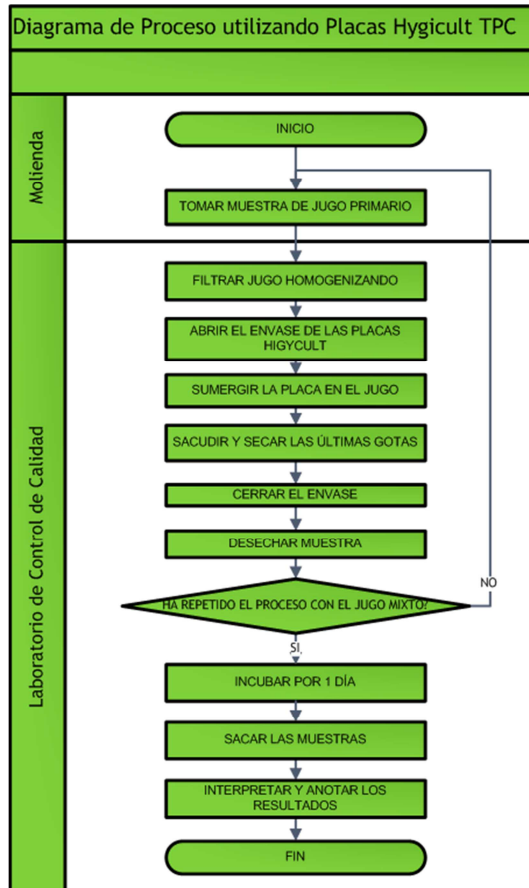 Diagrama de Proceso utilizando Placas Hygicult TPC
Molienda
INICIO
TOMAR MUESTRA DE JUGO PRIMARIO
Laboratorio de Control de Calidad
FILTRAR JUGO HOMOGENIZANDO
ABRIR EL ENVASE DE LAS PLACAS
HIGYCULT
SUMERGIR LA PLACA EN EL JUGO
SACUDIR Y SECAR LAS ÚLTIMAS GOTAS
CERRAR EL ENVASE
DESECHAR MUESTRA
HA REPETIDO EL PROCESO CON EL JUGO MIXTO?
NO
SI
INCUBAR POR 1 DÍA
SACAR LAS MUESTRAS
INTERPRETAR Y ANOTAR LOS
RESULTADOS
FIN